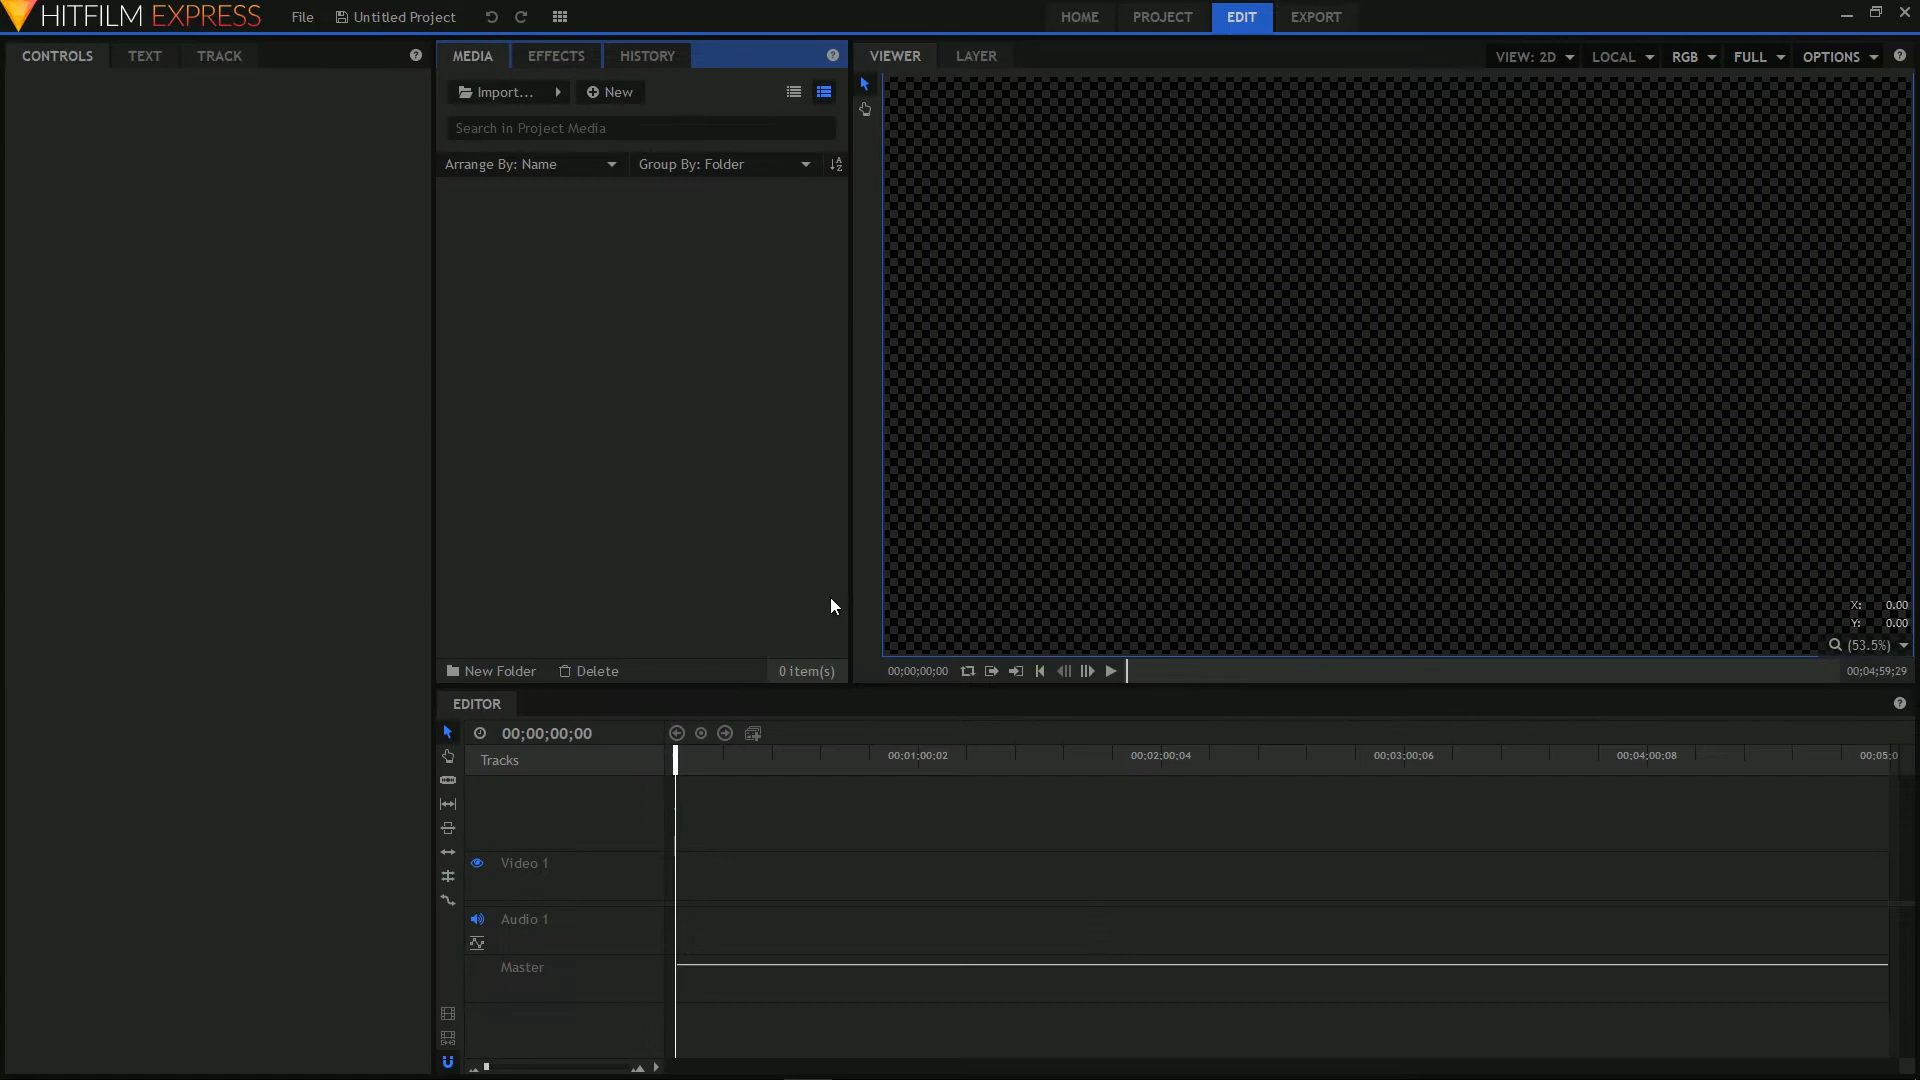 HITFILM EXPRESS File Untitled Project HOME PROJECT EDIT EXPORT
CONTROLS TEXT TRACK
MEDIA EFFECTS HISTORY
VIEWER LAYER VIEW: 2D LOCAL RGB FULL OPTIONS
Import... New
Search in Project Media
Arrange By: Name Group By: Folder
X: 0.00
Y: 0.00
(53.5%)
New Folder Delete 0 item(s)
00;00;00;00 00;04;59;29
EDITOR
00;00;00;00
Tracks 00;01;00;02 00;02;00;04 00;03;00;06 00;04;00;08 00;05;0
Video 1
Audio 1
Master